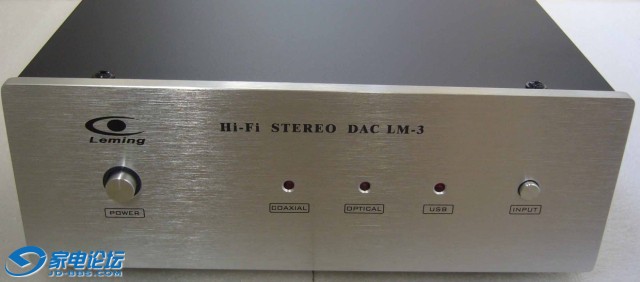 Hi-Fi STEREO DAC LM-3
Leming
POWER
COAXIAL
OPTICAL
USB
INPUT
家电论坛
JD-BBS.COM